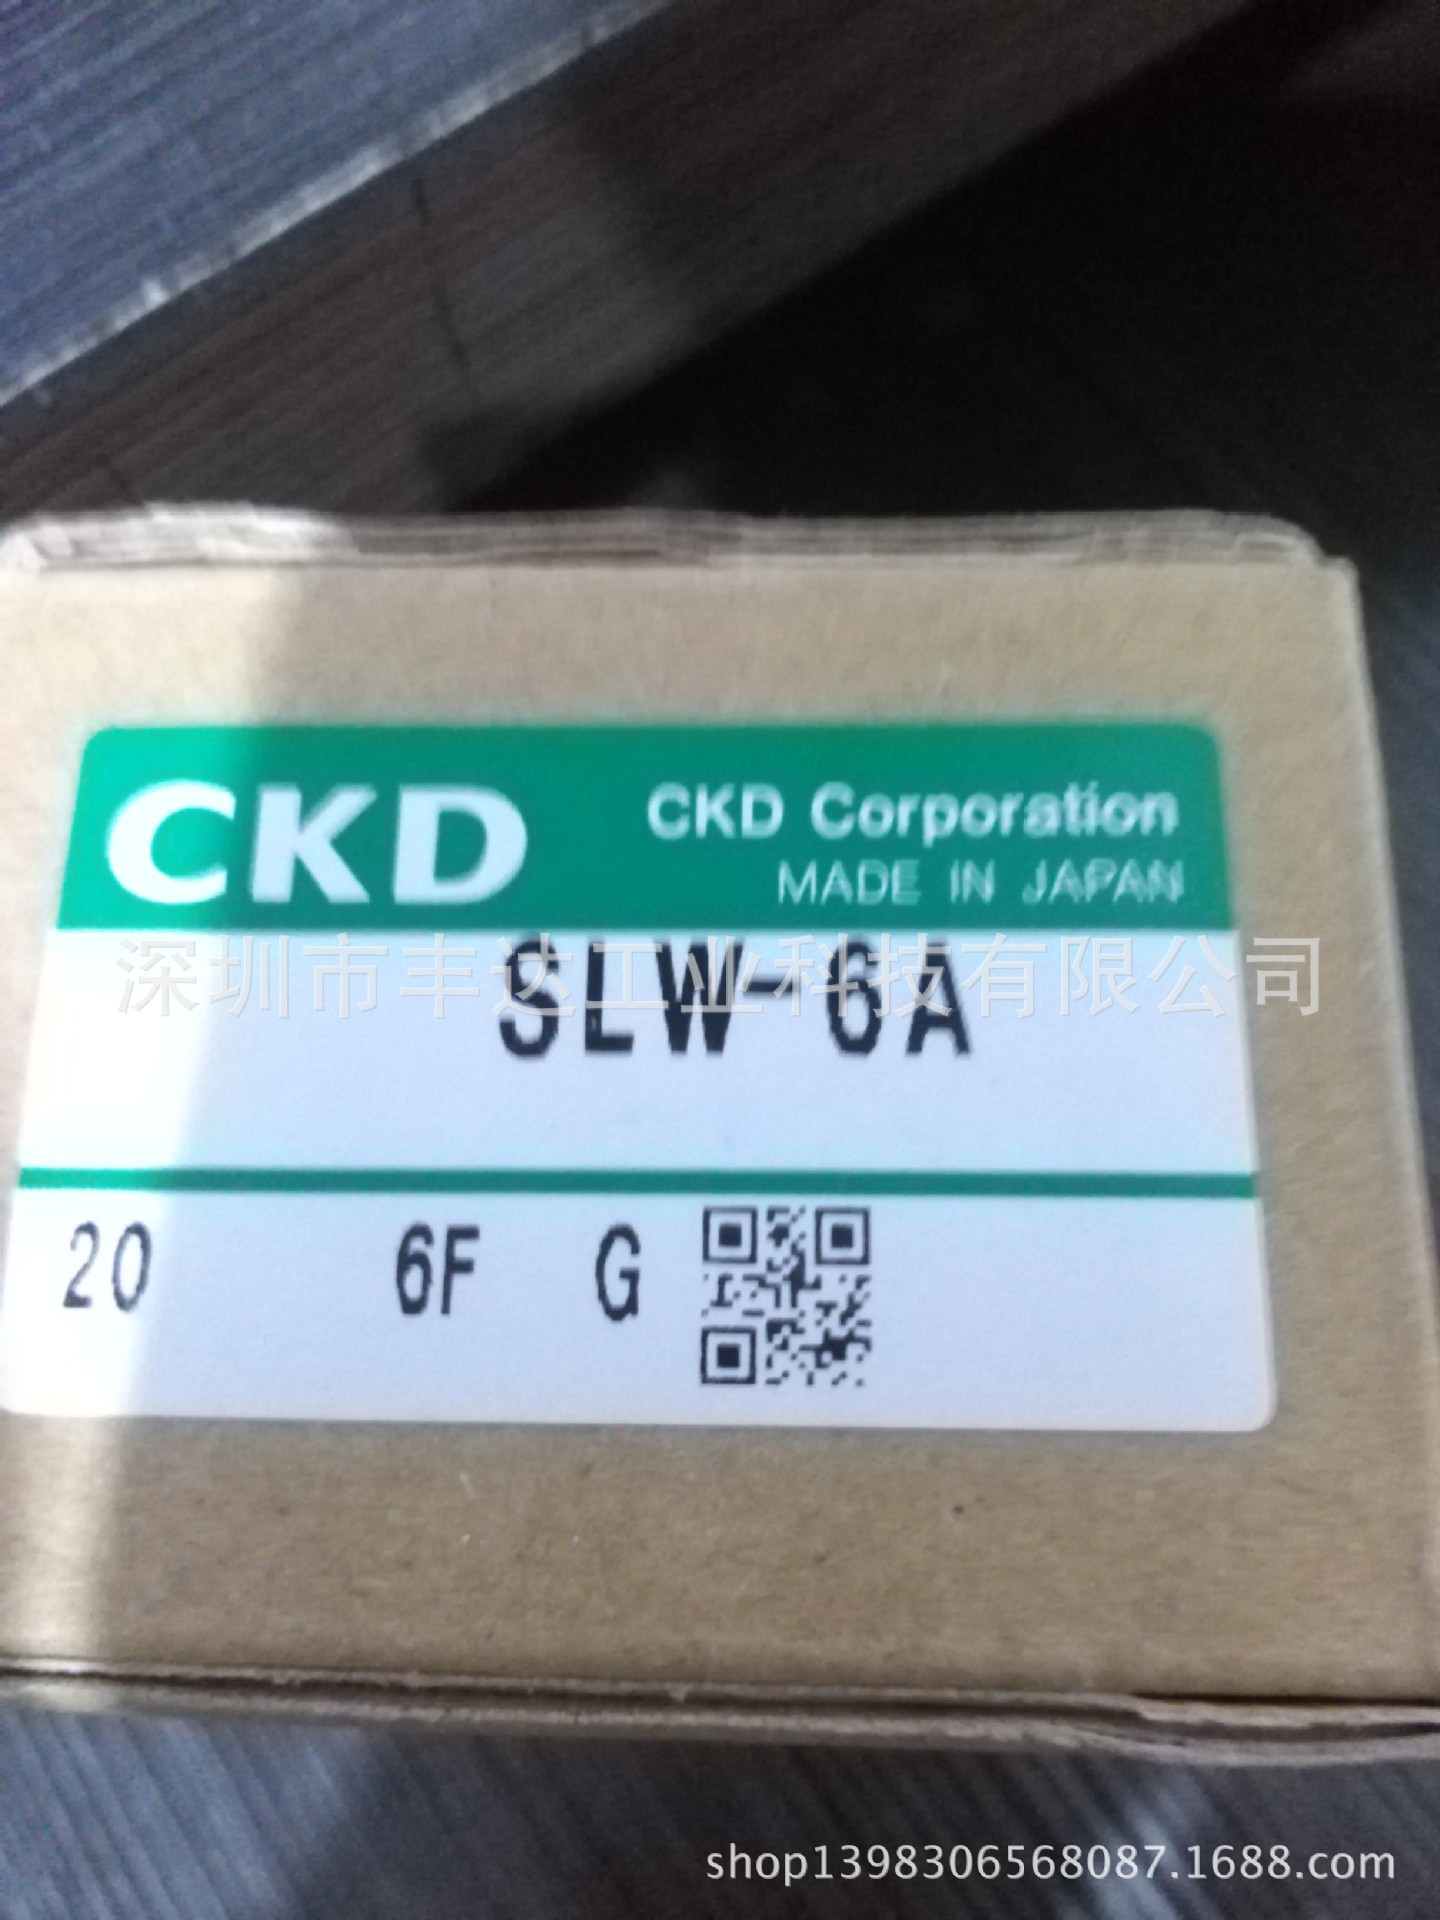 CKD CKD Corporation
MADE IN JAPAN
深圳市丰达工业科技有限公司
SLW-6A
20 6F G
shop1398306568087.1688.com